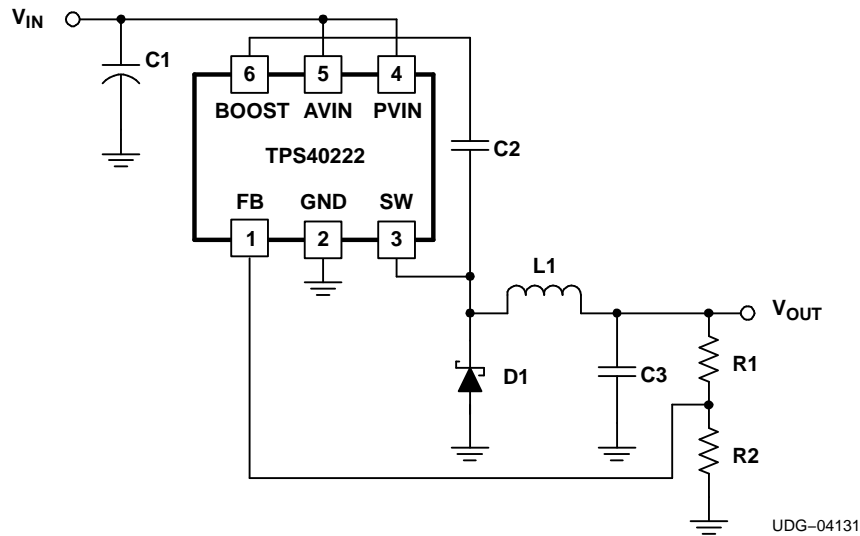 VIN
C1
6 5 4
BOOST AVIN PVIN
TPS40222
C2
FB GND SW
1 2 3
L1
VOUT
R1
D1
C3
R2
UDG–04131